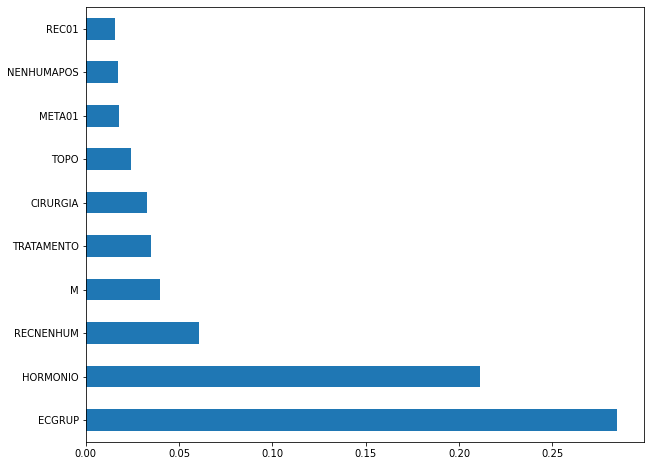 REC01
NENHUMAPOS
META01
TOPO
CIRURGIA
TRATAMENTO
M
RECNENHUM
HORMONIO
ECGRUP
0.00 0.05 0.10 0.15 0.20 0.25